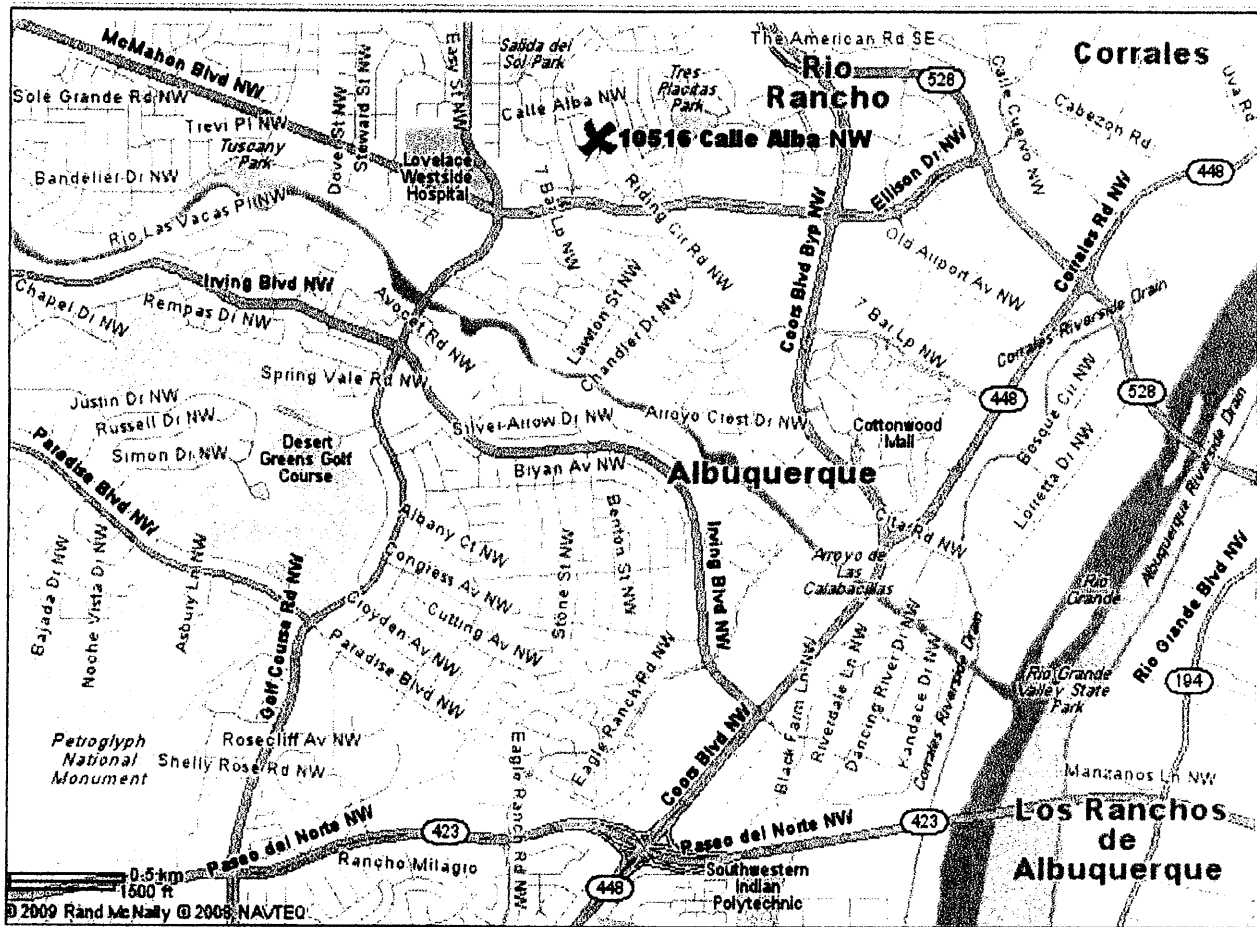 McMahon Blvd NW
Sole Grande Rd NW
Trevi Pl NW
Tuscany
Park
Bandelier Dr NW
Dover St NW
Steward St NW
Easy St NW
Lovelace
Westside
Hospital
Salida del
Sol Park
Calle Alba NW
Tres
Placitas
Park
10516 Calle Alba NW
The American Rd SE
Rio
Rancho
528
Corrales
Calle Cuervo NW
Cabezon Rd
Uva Rd
448
Ellison Dr NW
Corrales Rd NW
Coors Blvd Byp NW
Old Airport Av NW
7 Bar Lp NW
Riding Cir Rd NW
Rio Las Vacas Pl NW
Irving Blvd NW
Chapel Dr NW
Rempas Dr NW
Avocet Rd NW
Lawton St NW
Chandler Dr NW
7 Bar Lp NW
Corrales Riverside Drain
448
528
Spring Vale Rd NW
Justin Dr NW
Russell Dr NW
Simon Dr NW
Desert
Greens Golf
Course
Silver Arrow Dr NW
Arroyo Crest Dr NW
Cottonwood
Mall
Bosque Cir NW
Lorretta Dr NW
Albuquerque Riverside Drain
Bryan Av NW
Albuquerque
Paradise Blvd NW
Albany Ct NW
Congress Av NW
Benton St NW
Stone St NW
Irving Blvd NW
Cita Rd NW
Arroyo de
Las
Calabacillas
Rio
Grande
Rio Grande Blvd NW
Bajada Dr NW
Noche Vista Dr NW
Asbury Ln NW
Golf Course Rd NW
Croyden Av NW
Cutting Av NW
Paradise Blvd NW
Eagle Ranch Rd NW
Black Farm Ln NW
Riverdale Ln NW
Dancing River Dr NW
Kandace Dr NW
Corrales Riverside Drain
Rio Grande
Valley State
Park
194
Petroglyph
National
Monument
Rosecliff Av NW
Shelly Rose Rd NW
Coors Blvd NW
Manzanos Ln NW
Paseo del Norte NW
423
Eagle Ranch Rd NW
Paseo del Norte NW
423
Los Ranchos
de
Albuquerque
Rancho Milagro
448
Southwestern
Indian
Polytechnic
0.5 km
1500 ft
© 2009 Rand McNally © 2008 NAVTEQ